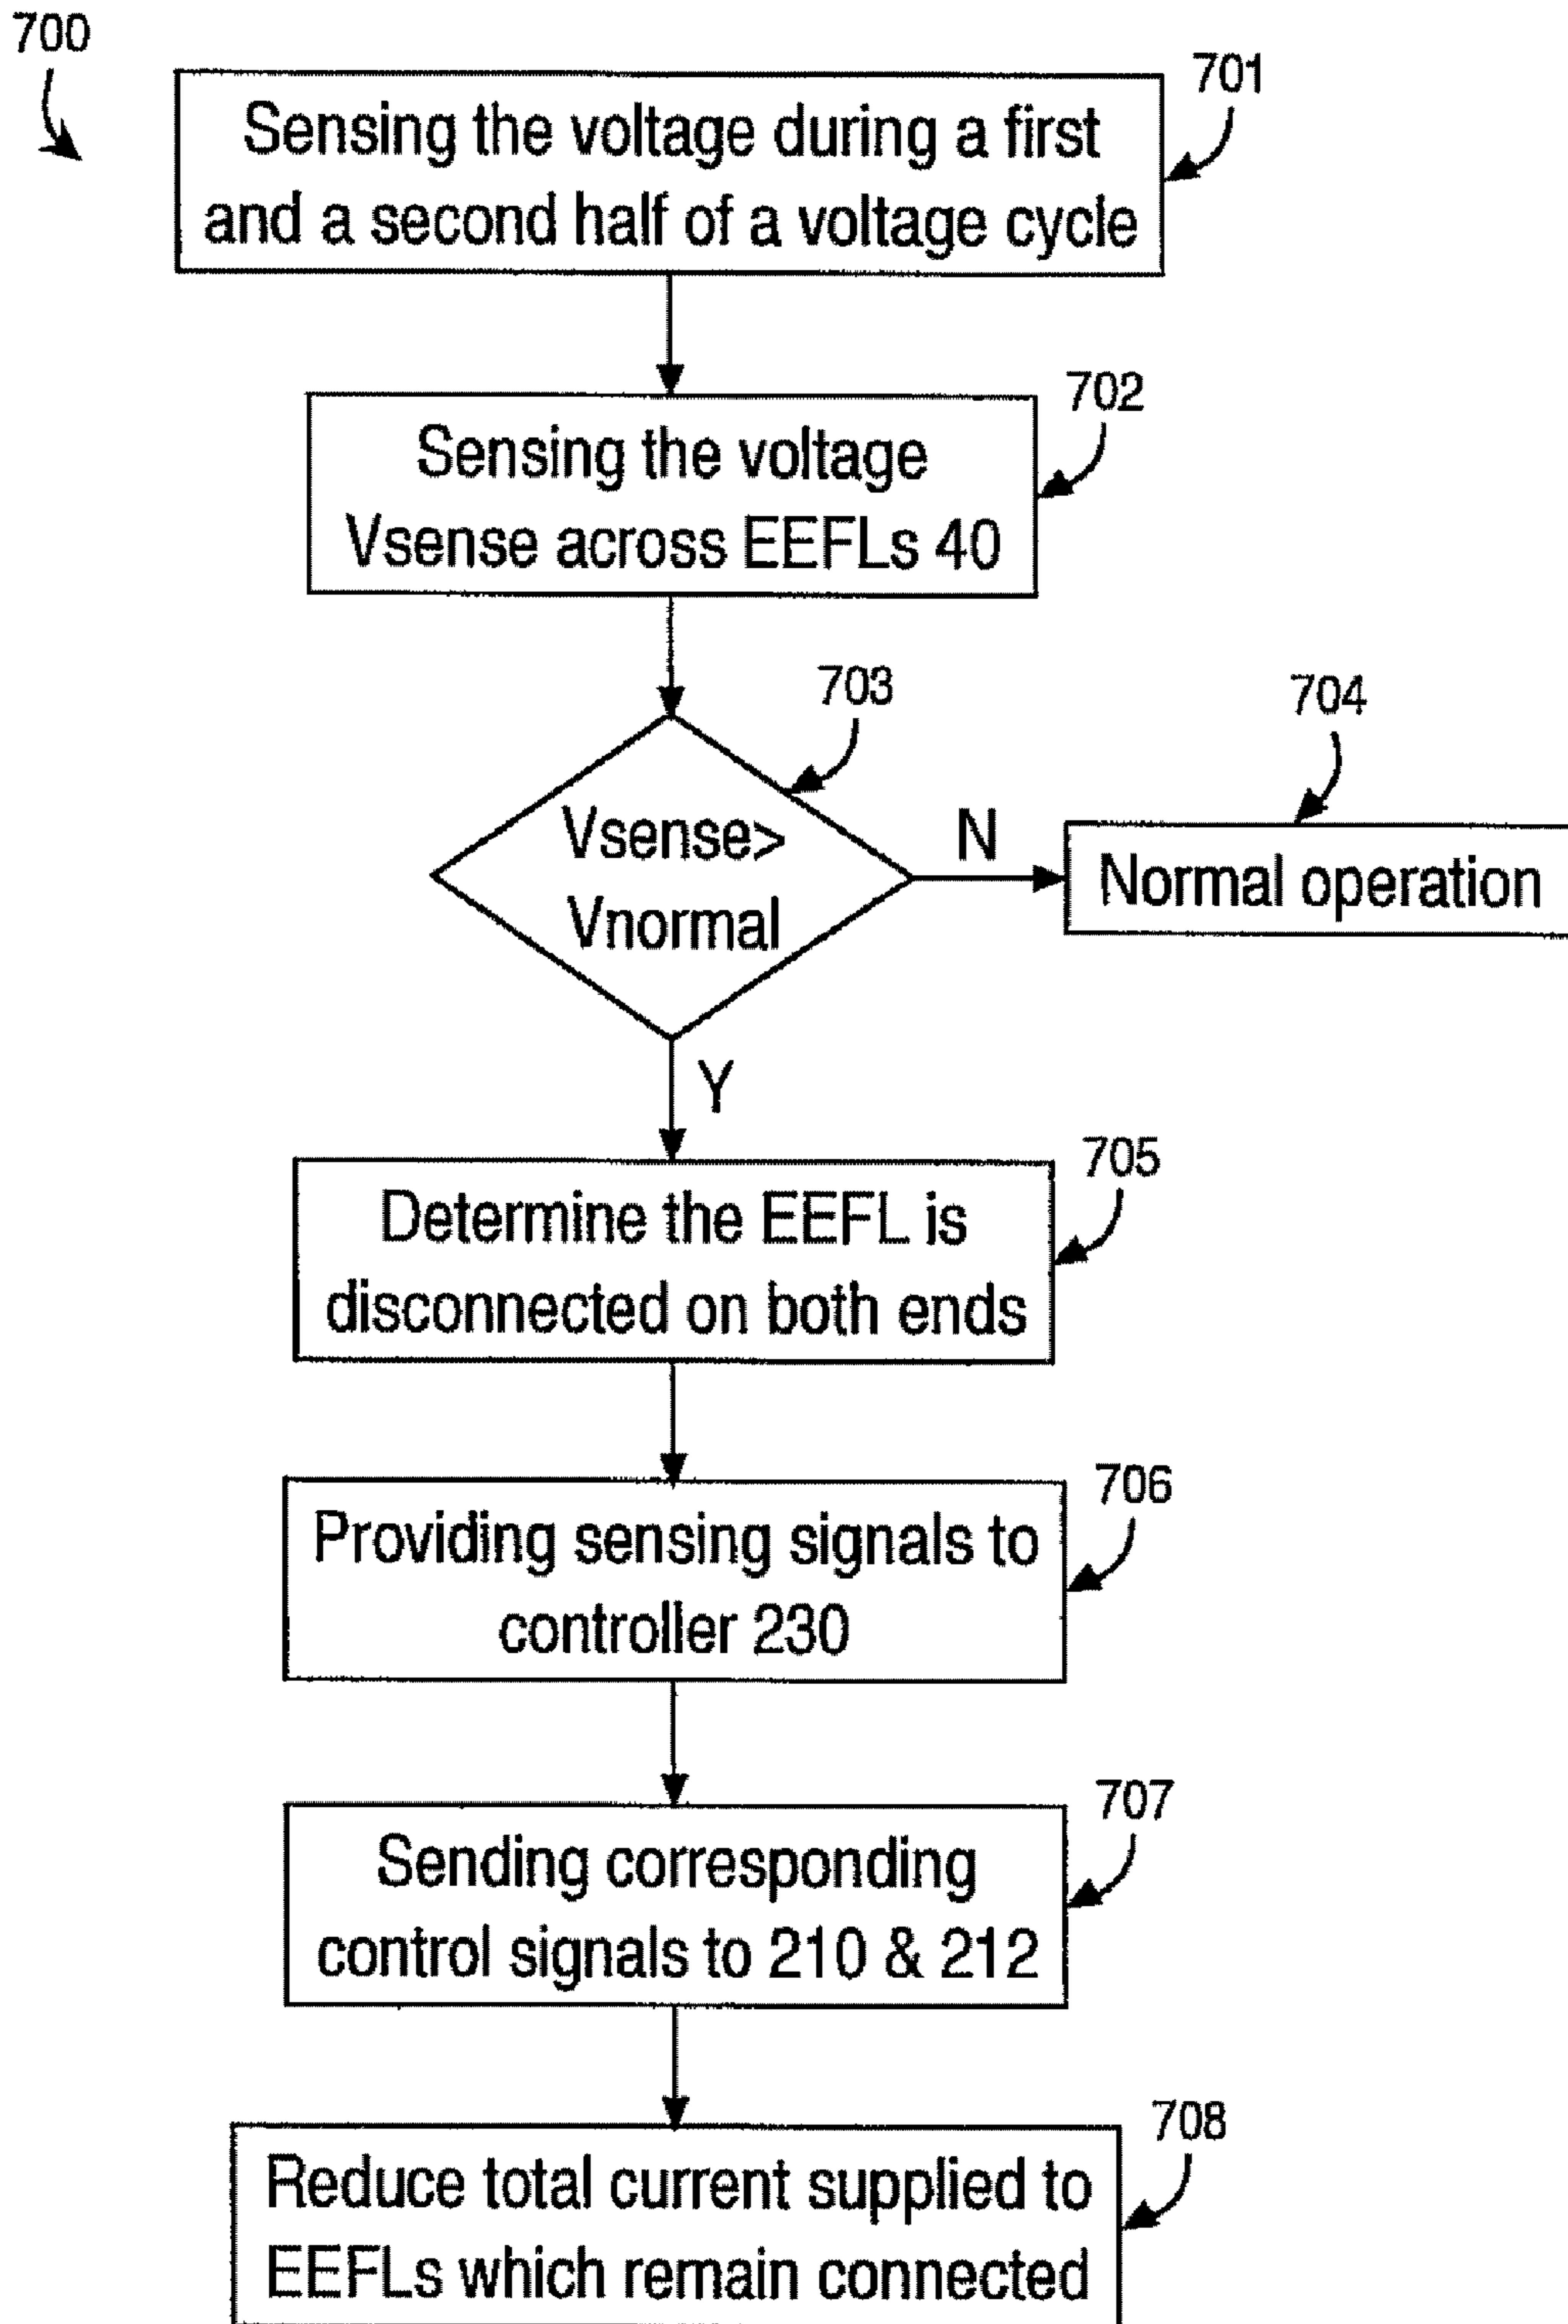 700
701
Sensing the voltage during a first
and a second half of a voltage cycle
702
Sensing the voltage
Vsense across EEFLs 40
703
Vsense>
Vnormal
N
704
Normal operation
Y
705
Determine the EEFL is
disconnected on both ends
706
Providing sensing signals to
controller 230
707
Sending corresponding
control signals to 210 & 212
708
Reduce total current supplied to
EEFLs which remain connected